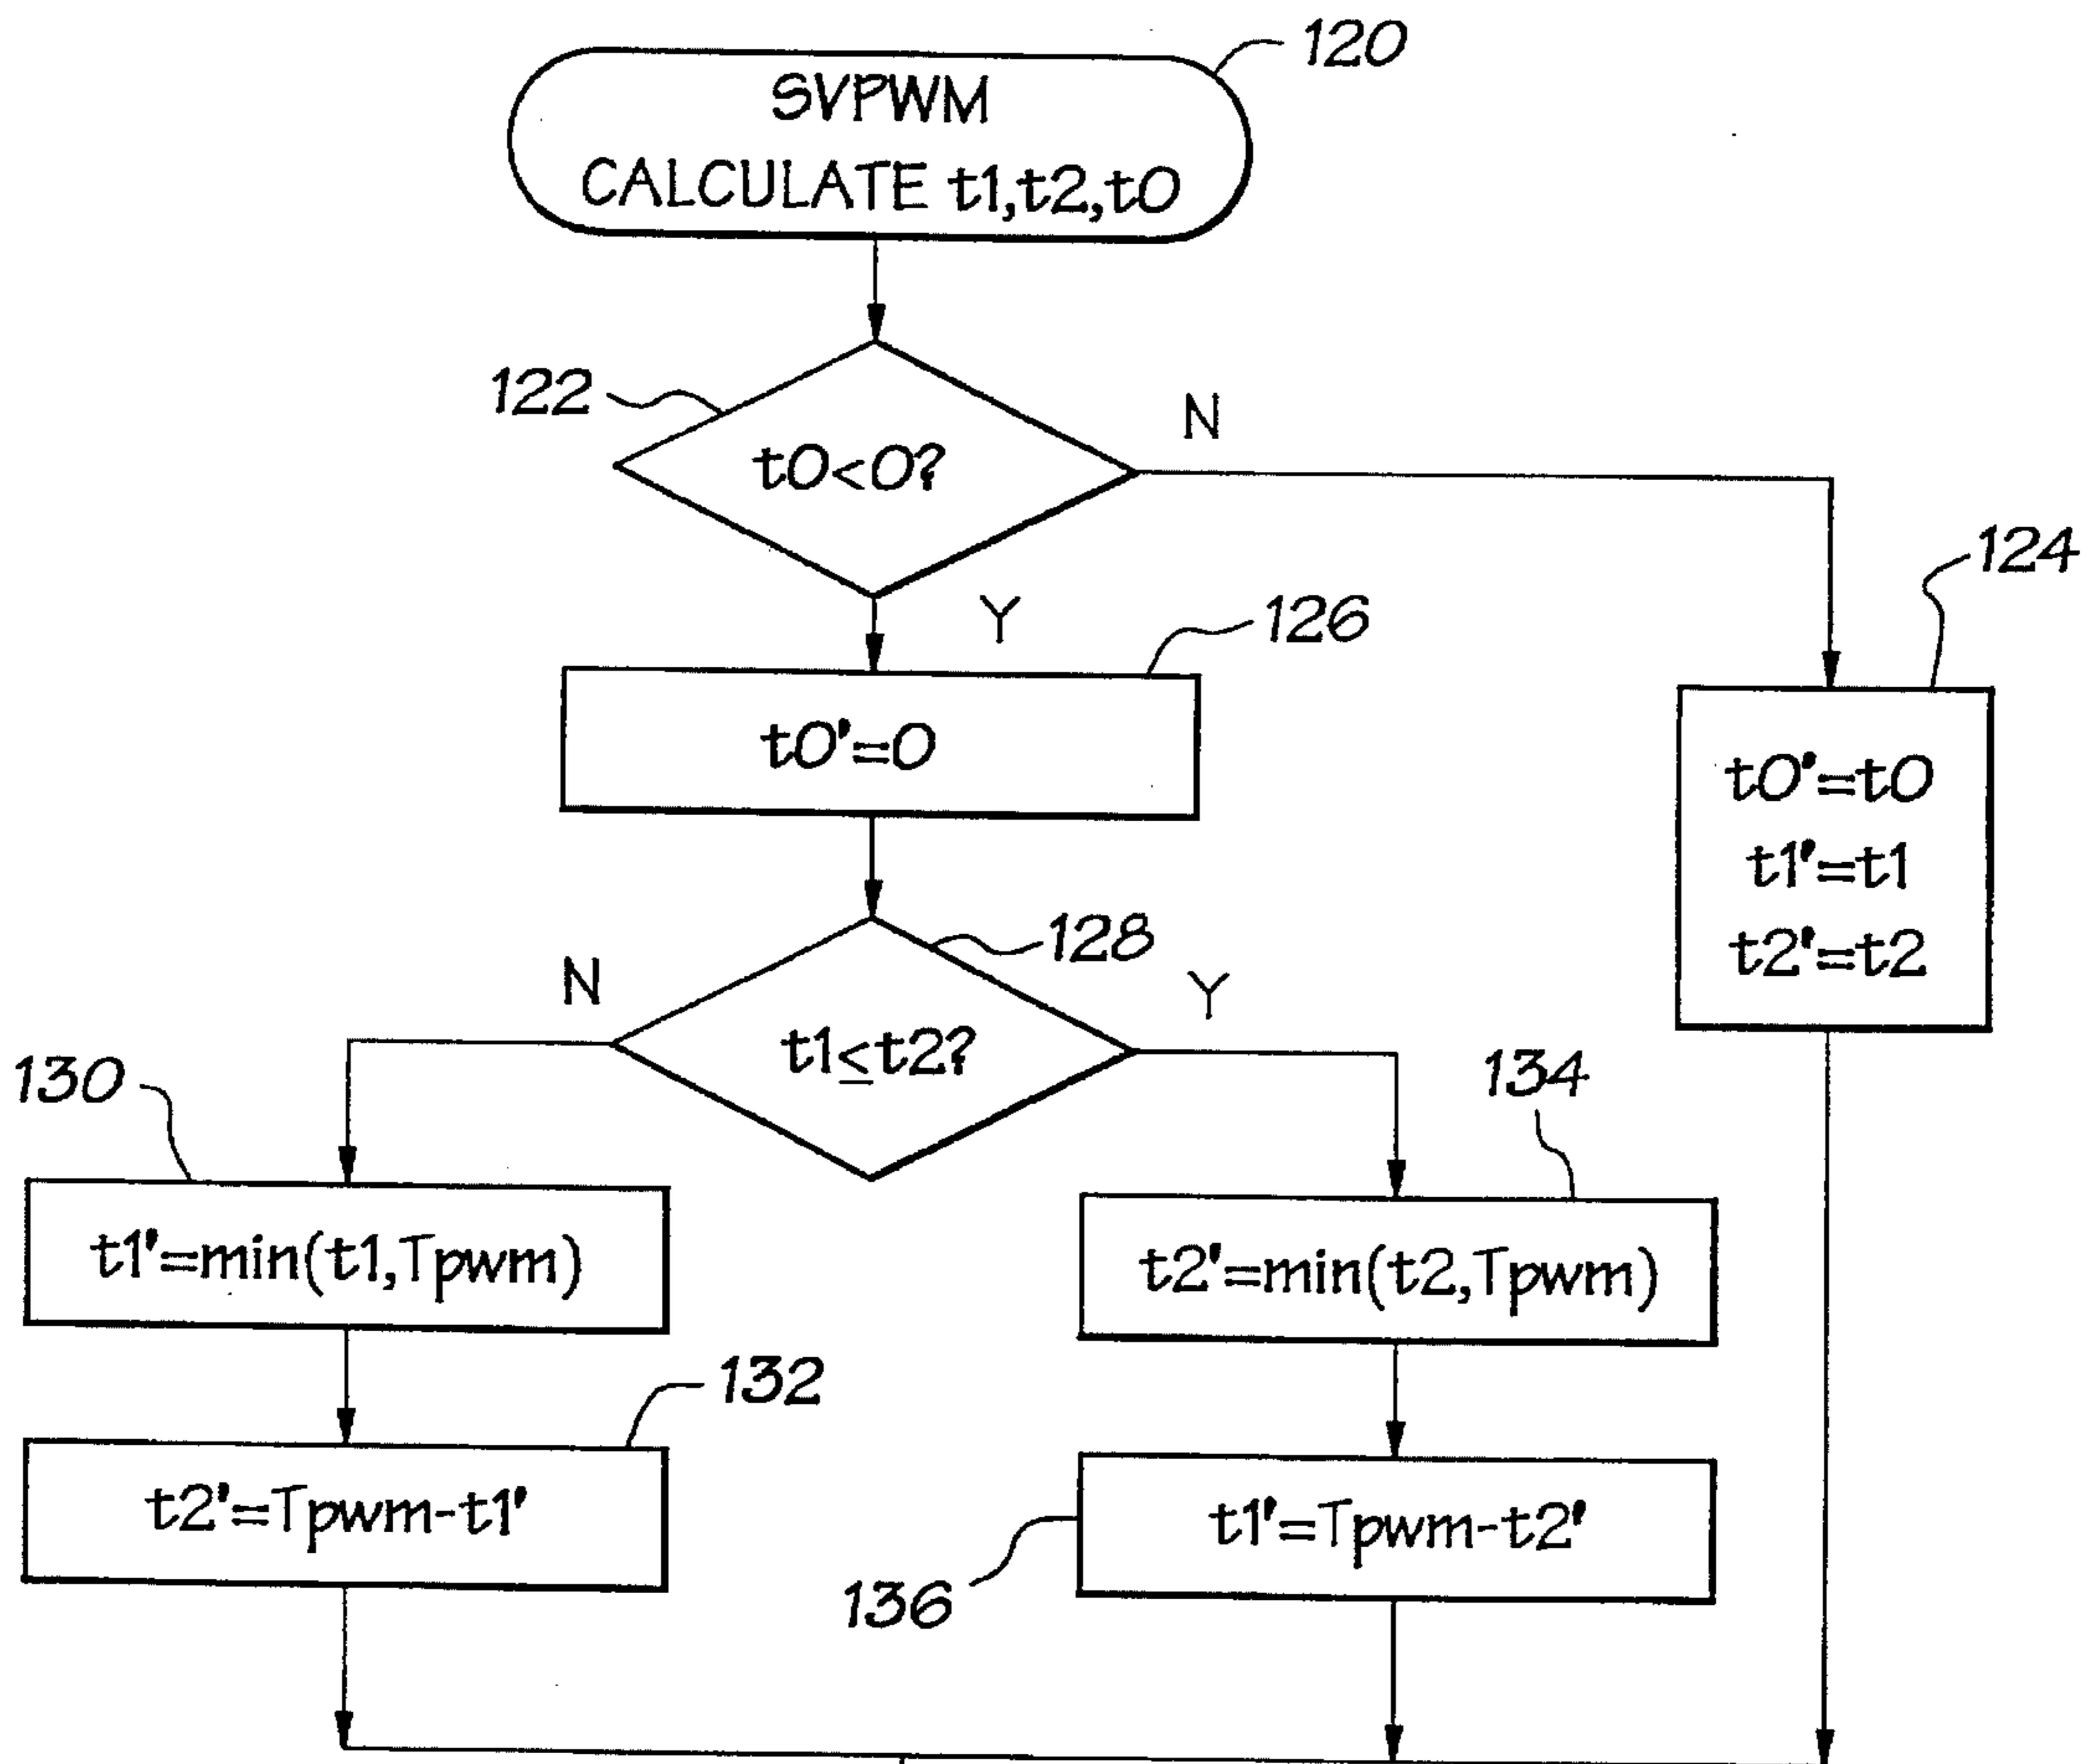 120
SVPWM
CALCULATE t1,t2,t0
122
t0<0?
N
Y
124
126
t0'=0
t0'=t0
t1'=t1
t2'=t2
128
N
Y
t1≤t2?
130
134
t1'=min(t1,Tpwm)
t2'=min(t2,Tpwm)
132
t2'=Tpwm-t1'
t1'=Tpwm-t2'
136